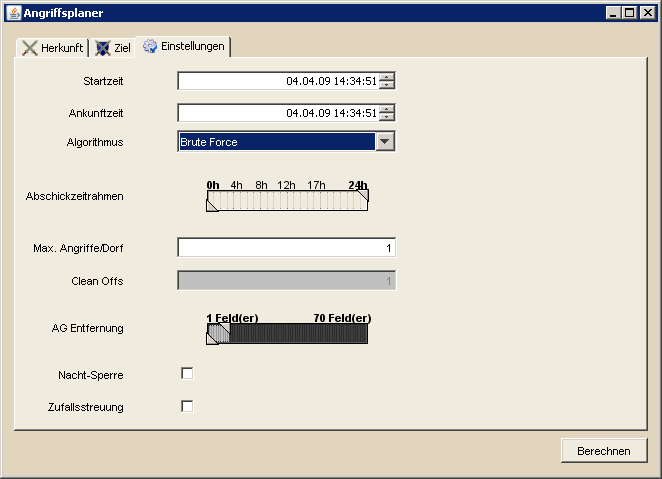 Angriffsplaner
Herkunft Ziel Einstellungen
Startzeit 04.04.09 14:34:51
Ankunftzeit 04.04.09 14:34:51
Algorithmus Brute Force
0h 4h 8h 12h 17h 24h
Abschickzeitrahmen
Max. Angriffe/Dorf 1
Clean Offs 1
1 Feld(er) 70 Feld(er)
AG Entfernung
Nacht-Sperre
Zufallsstreuung
Berechnen